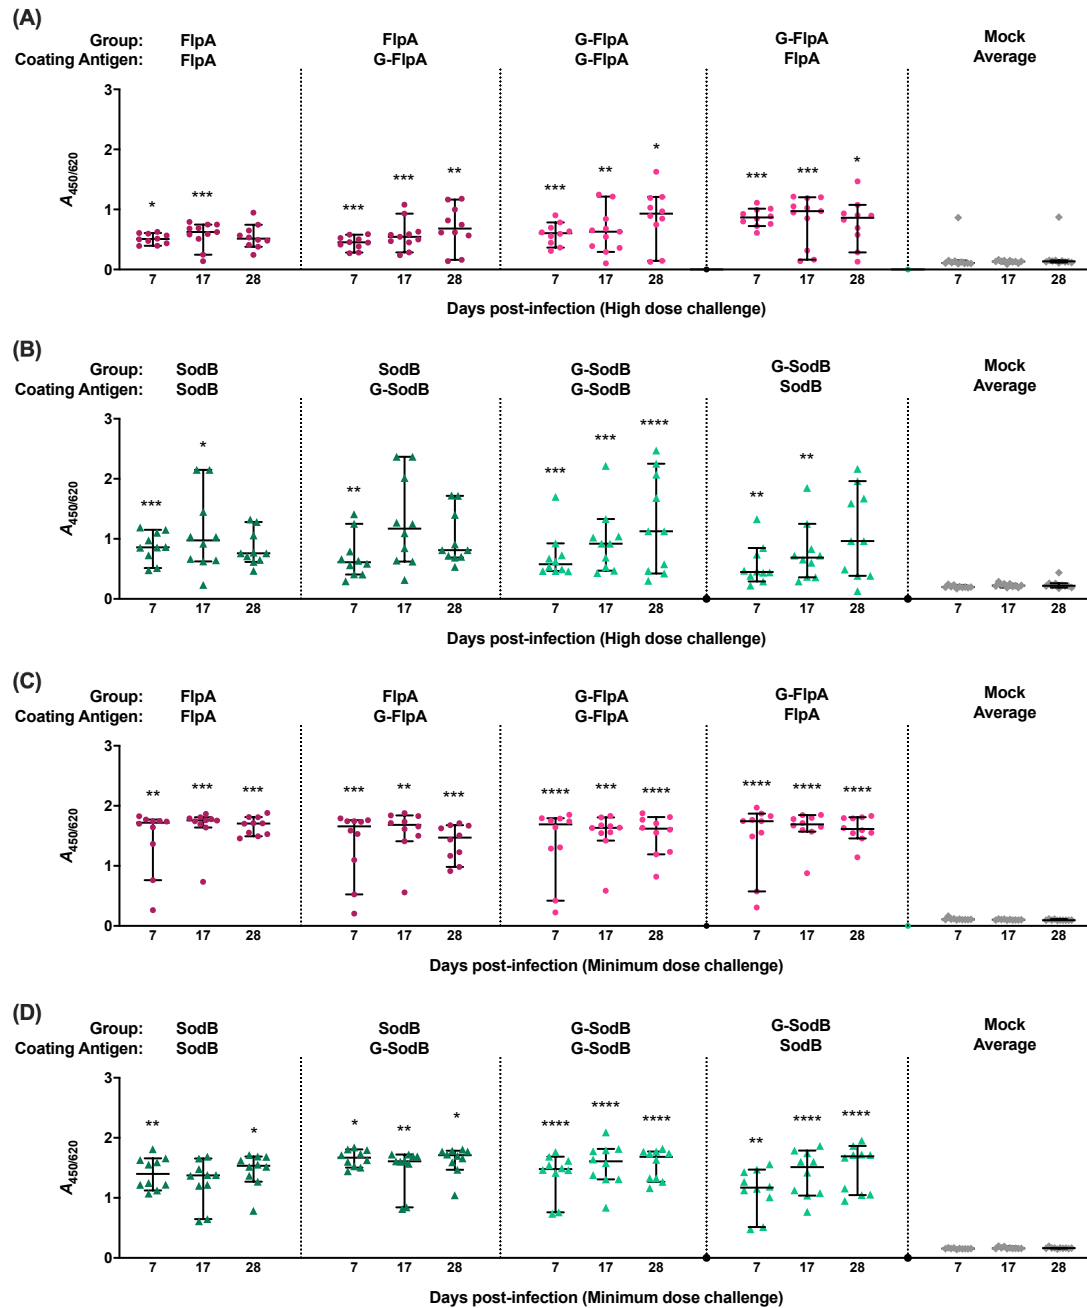 (A)
Group: FlpA FlpA G-FlpA G-FlpA Mock
Coating Antigen: FlpA G-FlpA G-FlpA FlpA Average
3
2
1
0
A450/620
* *** *** *** ** *** ** * *** *** *
7 17 28 7 17 28 7 17 28 7 17 28 7 17 28
Days post-infection (High dose challenge)
(B)
Group: SodB SodB G-SodB G-SodB Mock
Coating Antigen: SodB G-SodB G-SodB SodB Average
3
2
1
0
A450/620
*** * ** *** *** **** ** **
7 17 28 7 17 28 7 17 28 7 17 28 7 17 28
Days post-infection (High dose challenge)
(C)
Group: FlpA FlpA G-FlpA G-FlpA Mock
Coating Antigen: FlpA G-FlpA G-FlpA FlpA Average
3
2
1
0
A450/620
** *** *** *** ** *** **** *** **** **** **** ****
7 17 28 7 17 28 7 17 28 7 17 28 7 17 28
Days post-infection (Minimum dose challenge)
(D)
Group: SodB SodB G-SodB G-SodB Mock
Coating Antigen: SodB G-SodB G-SodB SodB Average
3
2
1
0
A450/620
** * * ** * **** **** **** ** **** ****
7 17 28 7 17 28 7 17 28 7 17 28 7 17 28
Days post-infection (Minimum dose challenge)